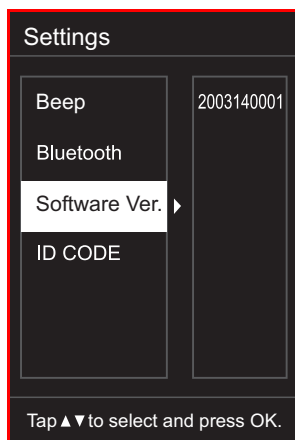 Settings
Beep
2003140001
Bluetooth
Software Ver.
ID CODE
Tap▲▼to select and press OK.